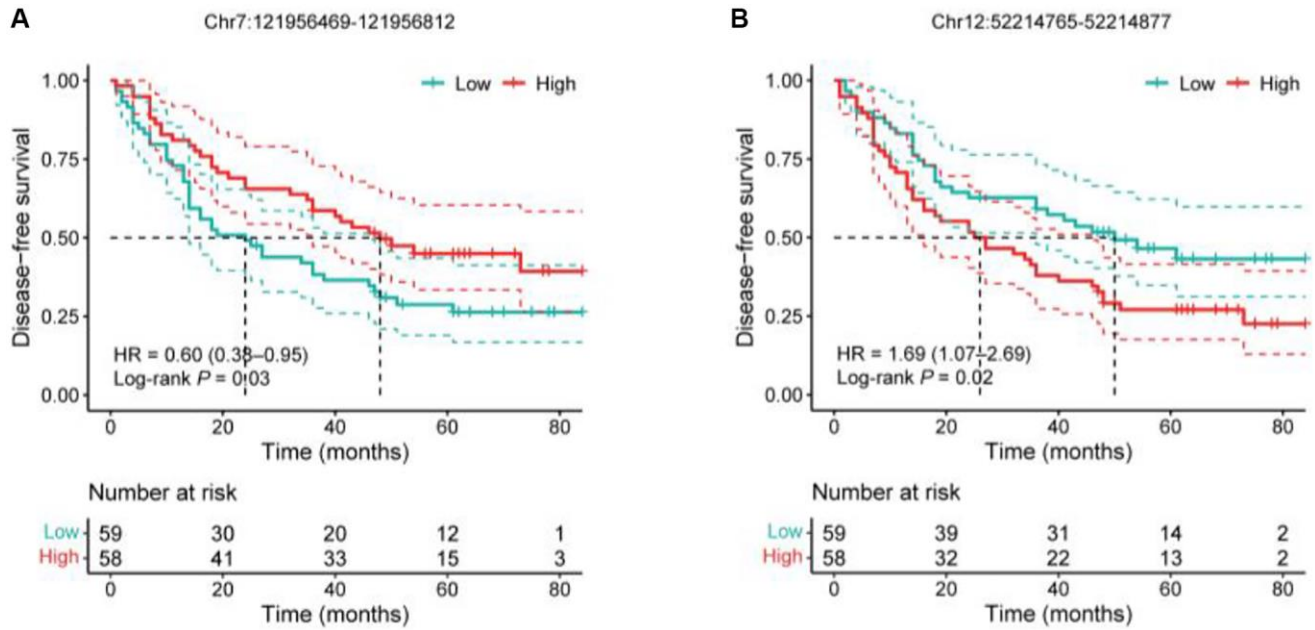 A
Chr7:121956469-121956812
Low High
Disease-free survival
1.00
0.75
0.50
0.25
0.00
HR = 0.60 (0.38–0.95)
Log-rank P = 0.03
0 20 40 60 80
Time (months)
Number at risk
Low 59 30 20 12 1
High 58 41 33 15 3
0 20 40 60 80
Time (months)
B
Chr12:52214765-52214877
Low High
Disease-free survival
1.00
0.75
0.50
0.25
0.00
HR = 1.69 (1.07–2.69)
Log-rank P = 0.02
0 20 40 60 80
Time (months)
Number at risk
Low 59 39 31 14 2
High 58 32 22 13 2
0 20 40 60 80
Time (months)